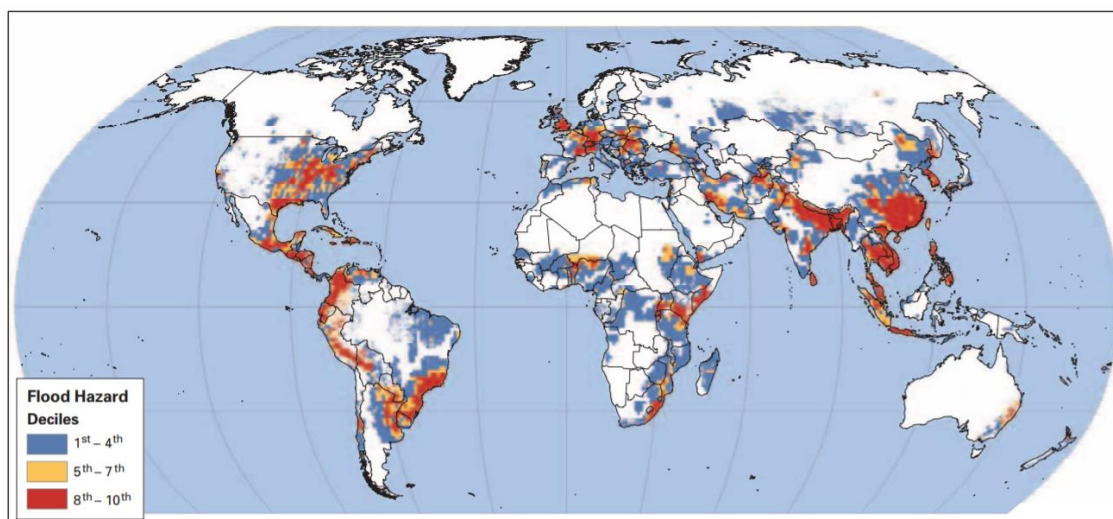 Flood Hazard
Deciles
1st – 4th
5th – 7th
8th – 10th